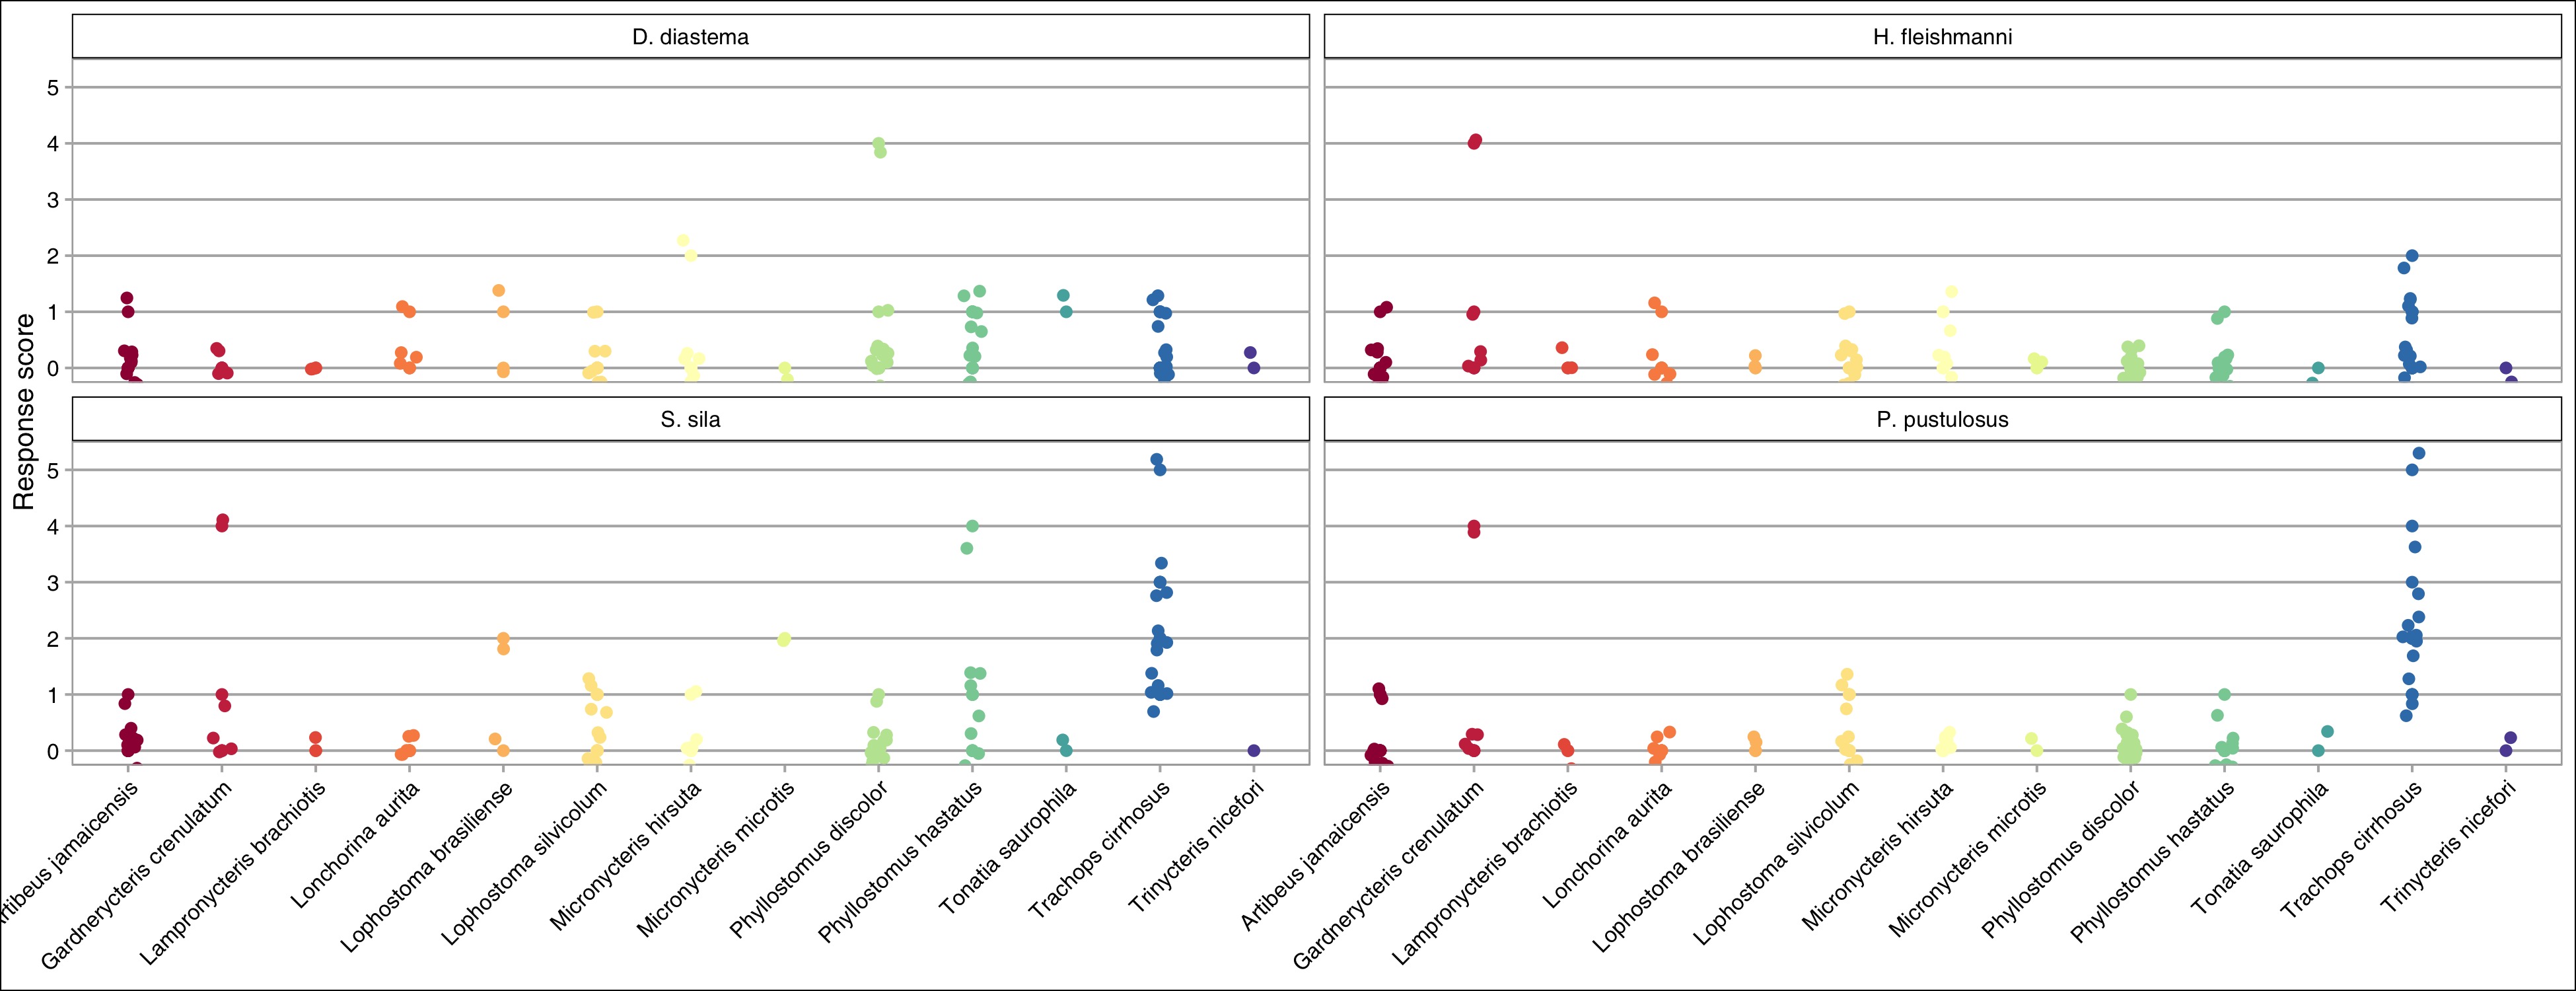 D. diastema
H. fleishmanni
5
4
3
2
1
0
Response score
S. sila
P. pustulosus
5
4
3
2
1
0
rtibeus jamaicensis
Gardnerycteris crenulatum
Lampronycteris brachiotis
Lonchorina aurita
Lophostoma brasiliense
Lophostoma silvicolum
Micronycteris hirsuta
Micronycteris microtis
Phyllostomus discolor
Phyllostomus hastatus
Tonatia saurophila
Trachops cirrhosus
Trinycteris nicefori
Artibeus jamaicensis
Gardnerycteris crenulatum
Lampronycteris brachiotis
Lonchorina aurita
Lophostoma brasiliense
Lophostoma silvicolum
Micronycteris hirsuta
Micronycteris microtis
Phyllostomus discolor
Phyllostomus hastatus
Tonatia saurophila
Trachops cirrhosus
Trinycteris nicefori